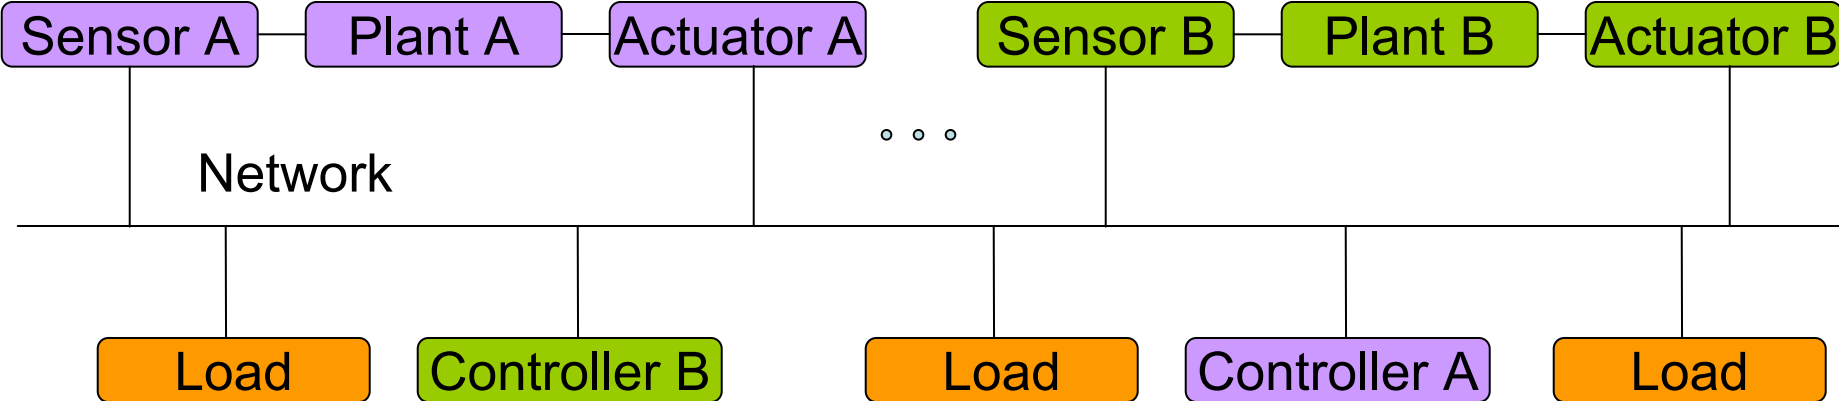 Sensor A Plant A Actuator A Sensor B Plant B Actuator B
Network
Load Controller B Load Controller A Load